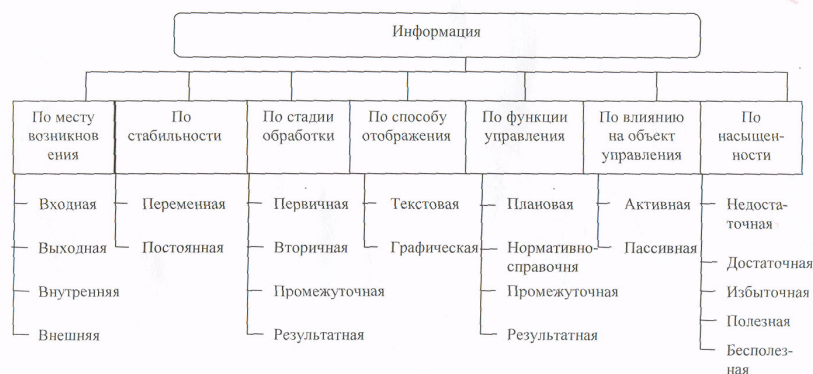 Информация
По месту
возникнов
ения
По
стабильности
По стадии
обработки
По способу
отображения
По функции
управления
По влиянию
на объект
управления
По
насыщен-
ности
Входная
Выходная
Внутренняя
Внешняя
Переменная
Постоянная
Первичная
Вторичная
Промежуточная
Результатная
Текстовая
Графическая
Плановая
Нормативно-
справочня
Промежуточная
Результатная
Активная
Пассивная
Недоста-
точная
Достаточная
Избыточная
Полезная
Бесполез-
ная